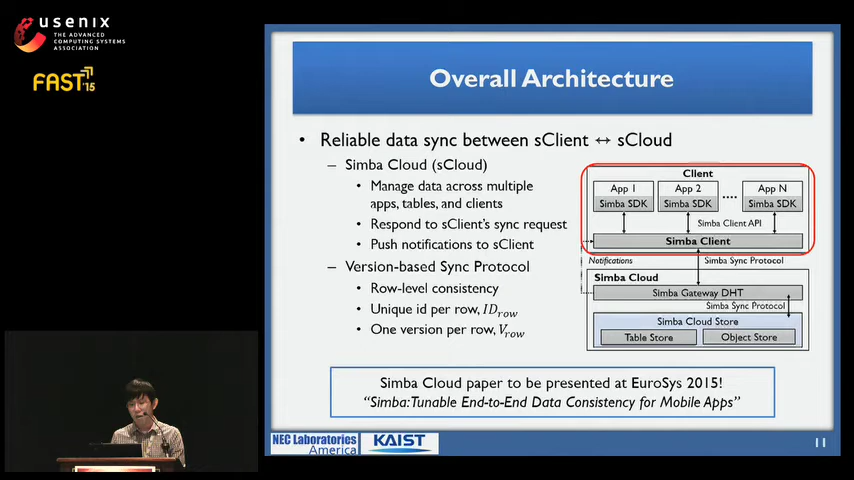 usenix
THE ADVANCED
COMPUTING SYSTEMS
ASSOCIATION
FAST '15
Overall Architecture
• Reliable data sync between sClient ↔ sCloud
– Simba Cloud (sCloud)
• Manage data across multiple
apps, tables, and clients
• Respond to sClient's sync request
• Push notifications to sClient
– Version-based Sync Protocol
• Row-level consistency
• Unique id per row, IDrow
• One version per row, Vrow
Client
App 1
App 2
....
App N
Simba SDK
Simba SDK
Simba SDK
Simba Client API
Simba Client
Notifications
Simba Sync Protocol
Simba Cloud
Simba Gateway DHT
Simba Sync Protocol
Simba Cloud Store
Table Store
Object Store
Simba Cloud paper to be presented at EuroSys 2015!
“Simba:Tunable End-to-End Data Consistency for Mobile Apps”
NEC Laboratories
America
KAIST
11